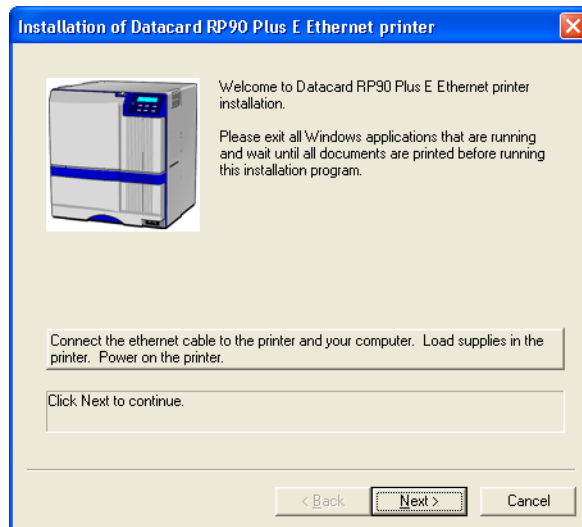 Installation of Datacard RP90 Plus E Ethernet printer
Welcome to Datacard RP90 Plus E Ethernet printer
installation.
Please exit all Windows applications that are running
and wait until all documents are printed before running
this installation program.
Connect the ethernet cable to the printer and your computer.  Load supplies in the
printer.  Power on the printer.
Click Next to continue.
< Back
Next >
Cancel